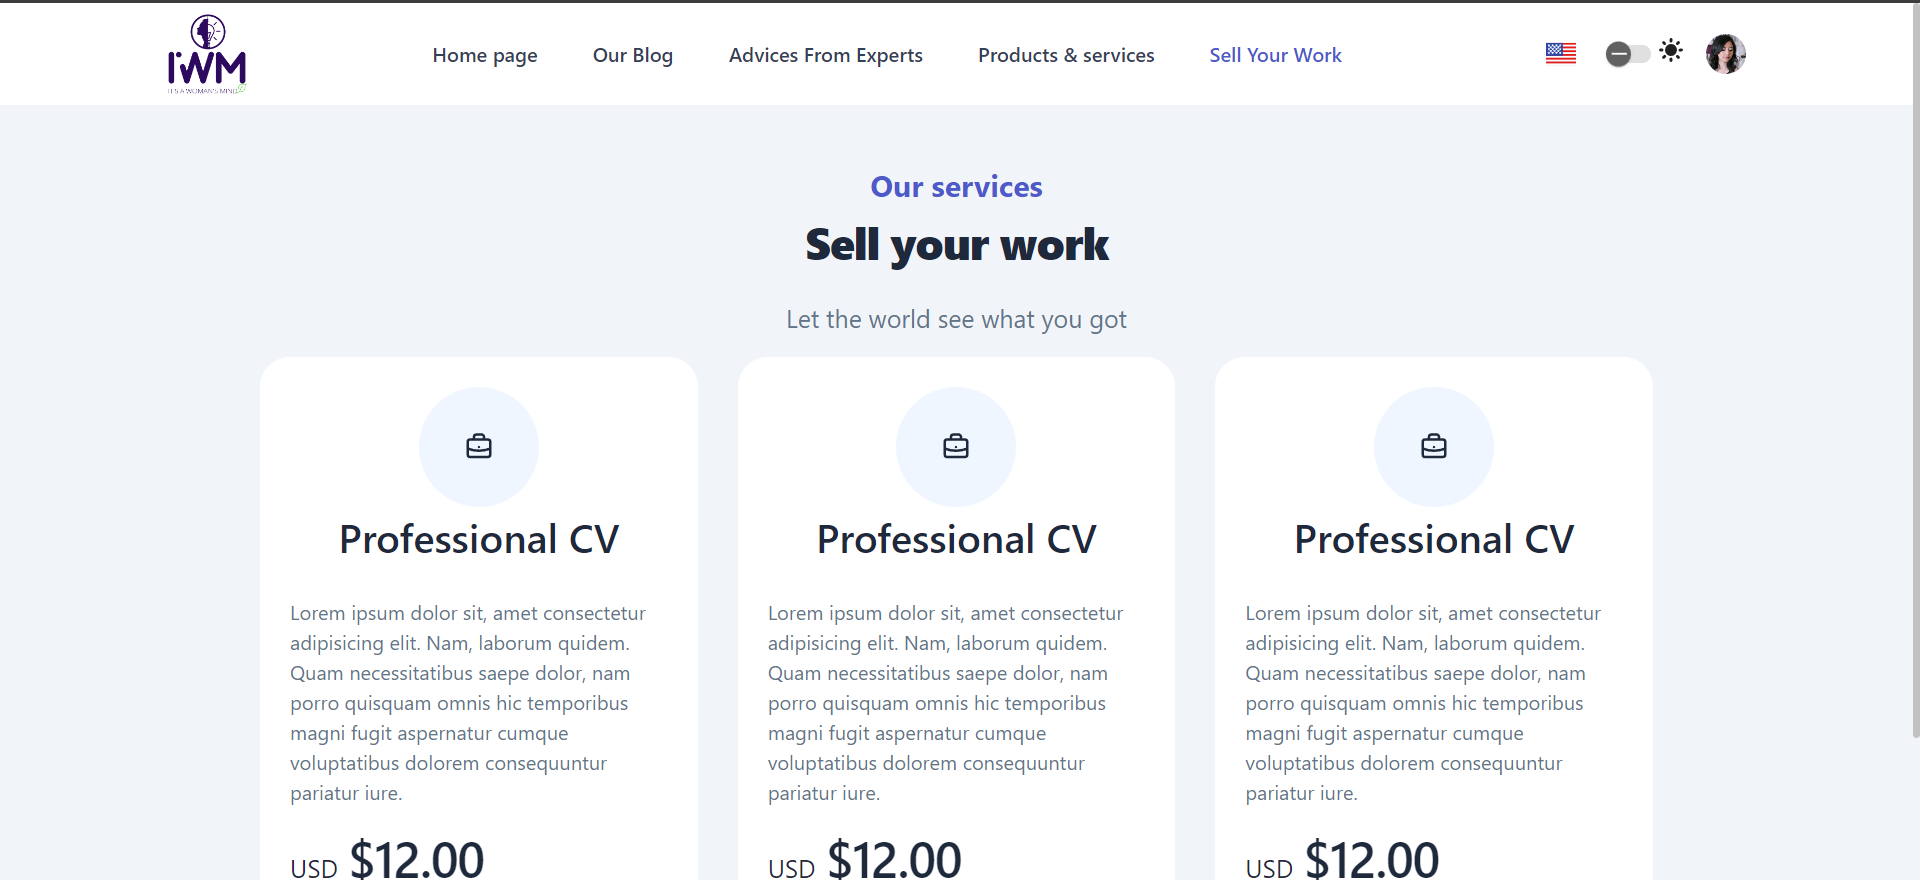 IWM
IT'S A WOMAN'S MIND
Home page
Our Blog
Advices From Experts
Products & services
Sell Your Work
Our services
Sell your work
Let the world see what you got
Professional CV
Lorem ipsum dolor sit, amet consectetur
adipisicing elit. Nam, laborum quidem.
Quam necessitatibus saepe dolor, nam
porro quisquam omnis hic temporibus
magni fugit aspernatur cumque
voluptatibus dolorem consequuntur
pariatur iure.
USD $12.00
Professional CV
Lorem ipsum dolor sit, amet consectetur
adipisicing elit. Nam, laborum quidem.
Quam necessitatibus saepe dolor, nam
porro quisquam omnis hic temporibus
magni fugit aspernatur cumque
voluptatibus dolorem consequuntur
pariatur iure.
USD $12.00
Professional CV
Lorem ipsum dolor sit, amet consectetur
adipisicing elit. Nam, laborum quidem.
Quam necessitatibus saepe dolor, nam
porro quisquam omnis hic temporibus
magni fugit aspernatur cumque
voluptatibus dolorem consequuntur
pariatur iure.
USD $12.00